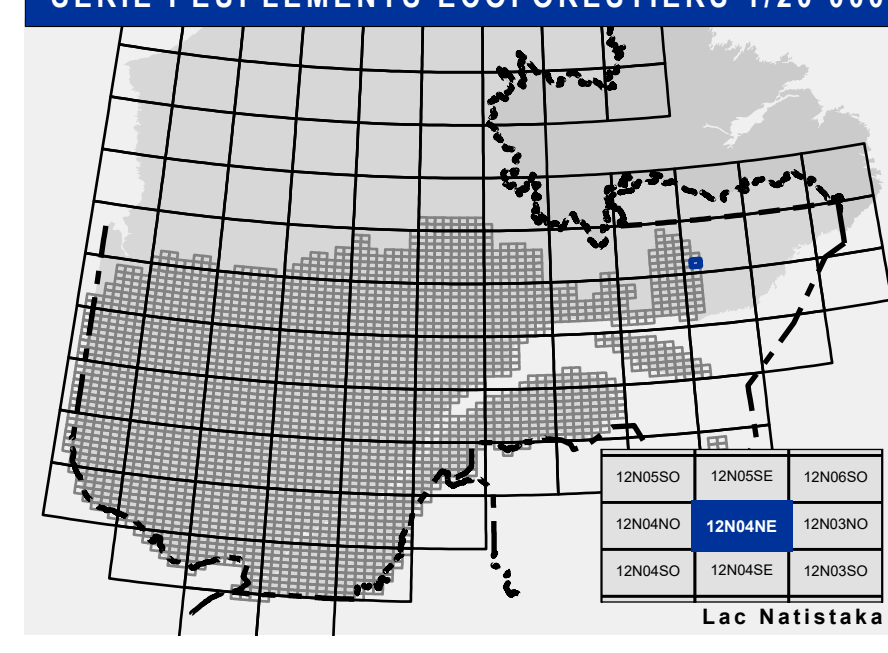 SÉRIE PEUPLEMENTS ÉCOFORESTIERS 1/20 000
12N05SO 12N05SE 12N06SO
12N04NO 12N04NE 12N03NO
12N04SO 12N04SE 12N03SO
Lac Natistaka